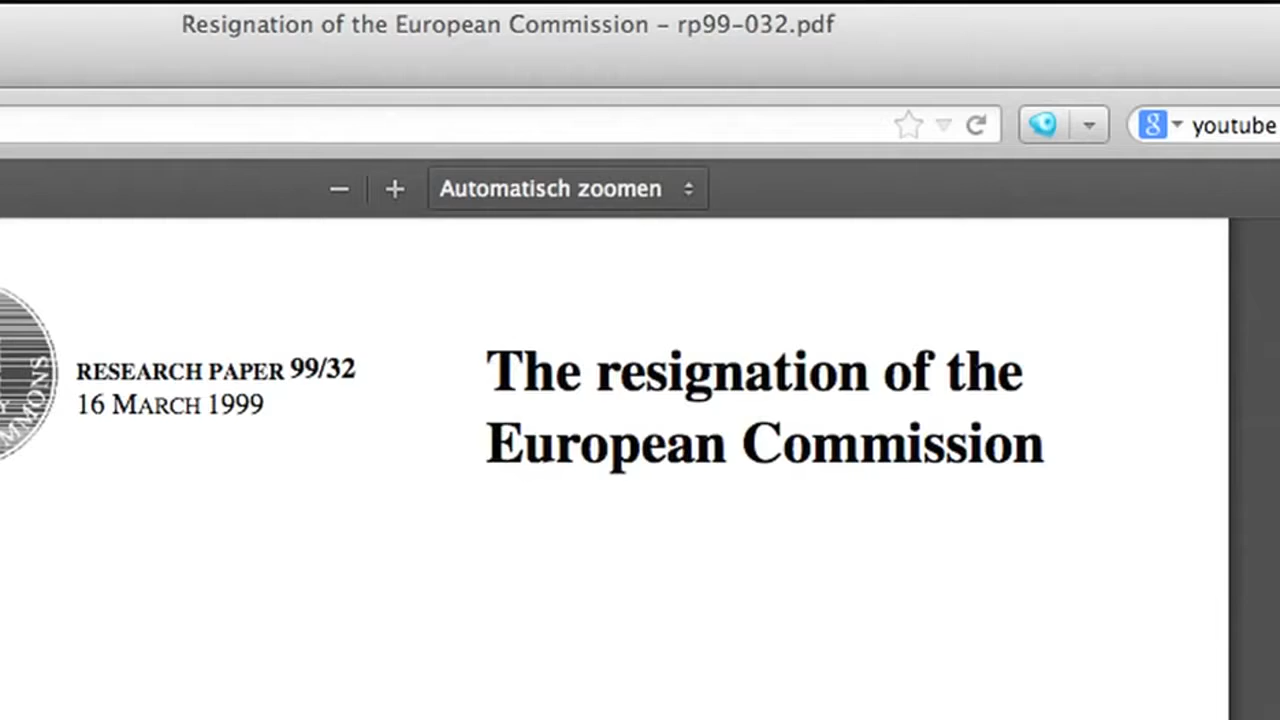 Resignation of the European Commission – rp99-032.pdf
youtube
Automatisch zoomen
RESEARCH PAPER 99/32
16 MARCH 1999
The resignation of the
European Commission
MMONS